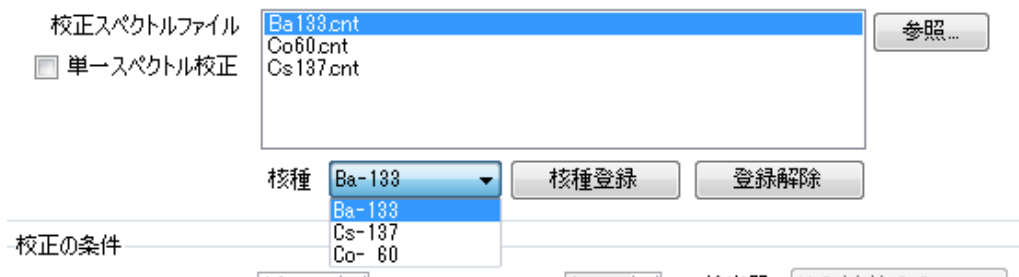 校正スペクトルファイル
Ba133.cnt
参照...
Co60.cnt
単一スペクトル校正
Cs137.cnt
核種
Ba-133
核種登録
登録解除
Ba-133
Cs-137
Co- 60
校正の条件